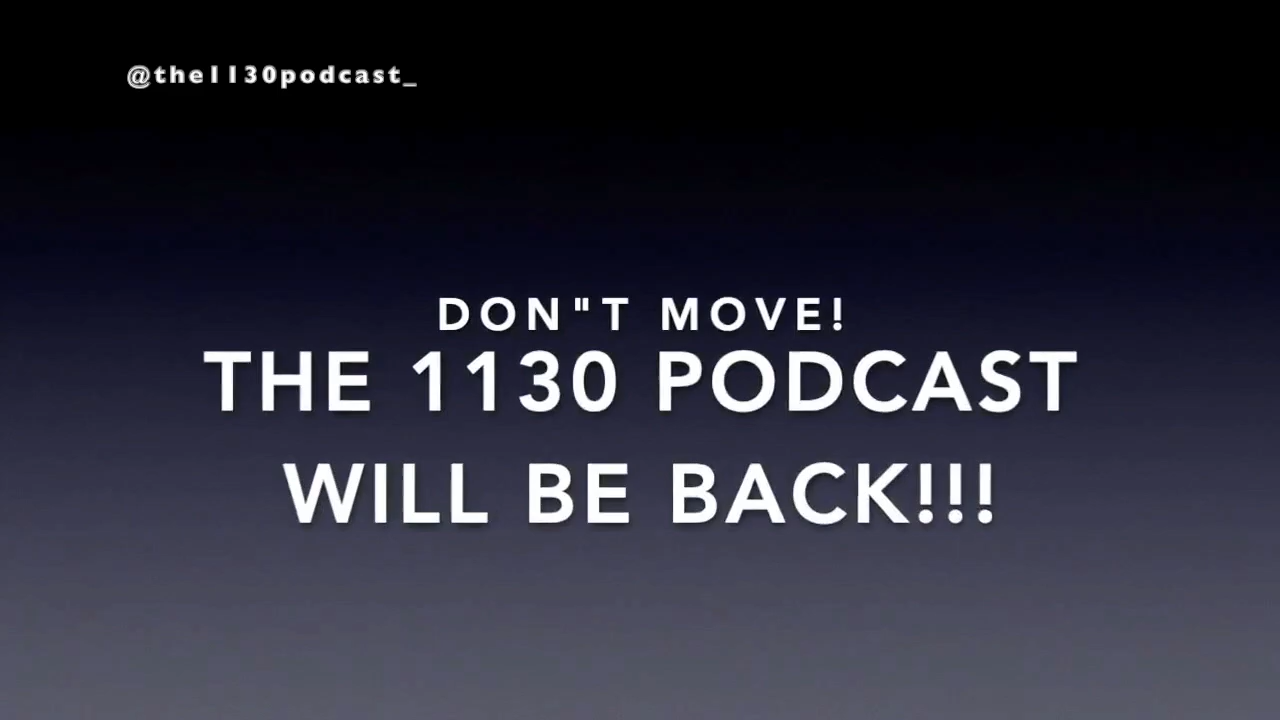 @the1130podcast_
DON"T MOVE!
THE 1130 PODCAST
WILL BE BACK!!!